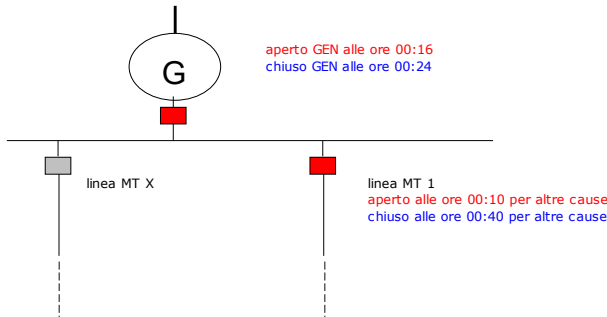 aperto GEN alle ore 00:16
chiuso GEN alle ore 00:24
G
linea MT X
linea MT 1
aperto alle ore 00:10 per altre cause
chiuso alle ore 00:40 per altre cause